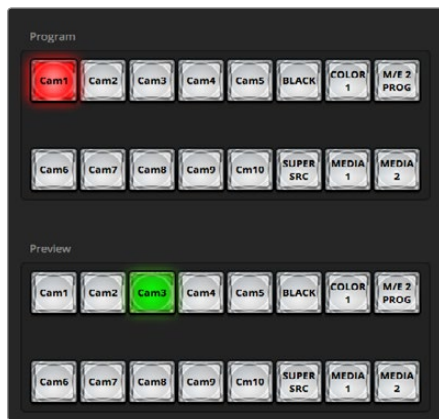 Program
Cam1 Cam2 Cam3 Cam4 Cam5 BLACK COLOR 1 M/E 2 PROG
Cam6 Cam7 Cam8 Cam9 Cm10 SUPER SRC MEDIA 1 MEDIA 2
Preview
Cam1 Cam2 Cam3 Cam4 Cam5 BLACK COLOR 1 M/E 2 PROG
Cam6 Cam7 Cam8 Cam9 Cm10 SUPER SRC MEDIA 1 MEDIA 2